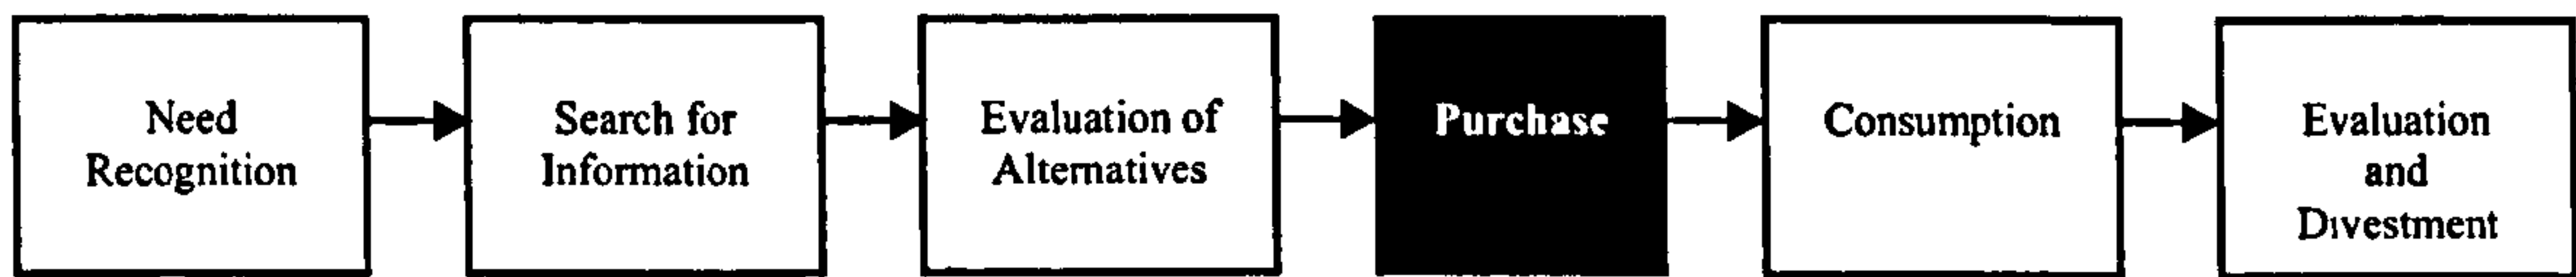 Need
Recognition
Search for
Information
Evaluation of
Alternatives
Purchase
Consumption
Evaluation
and
Divestment